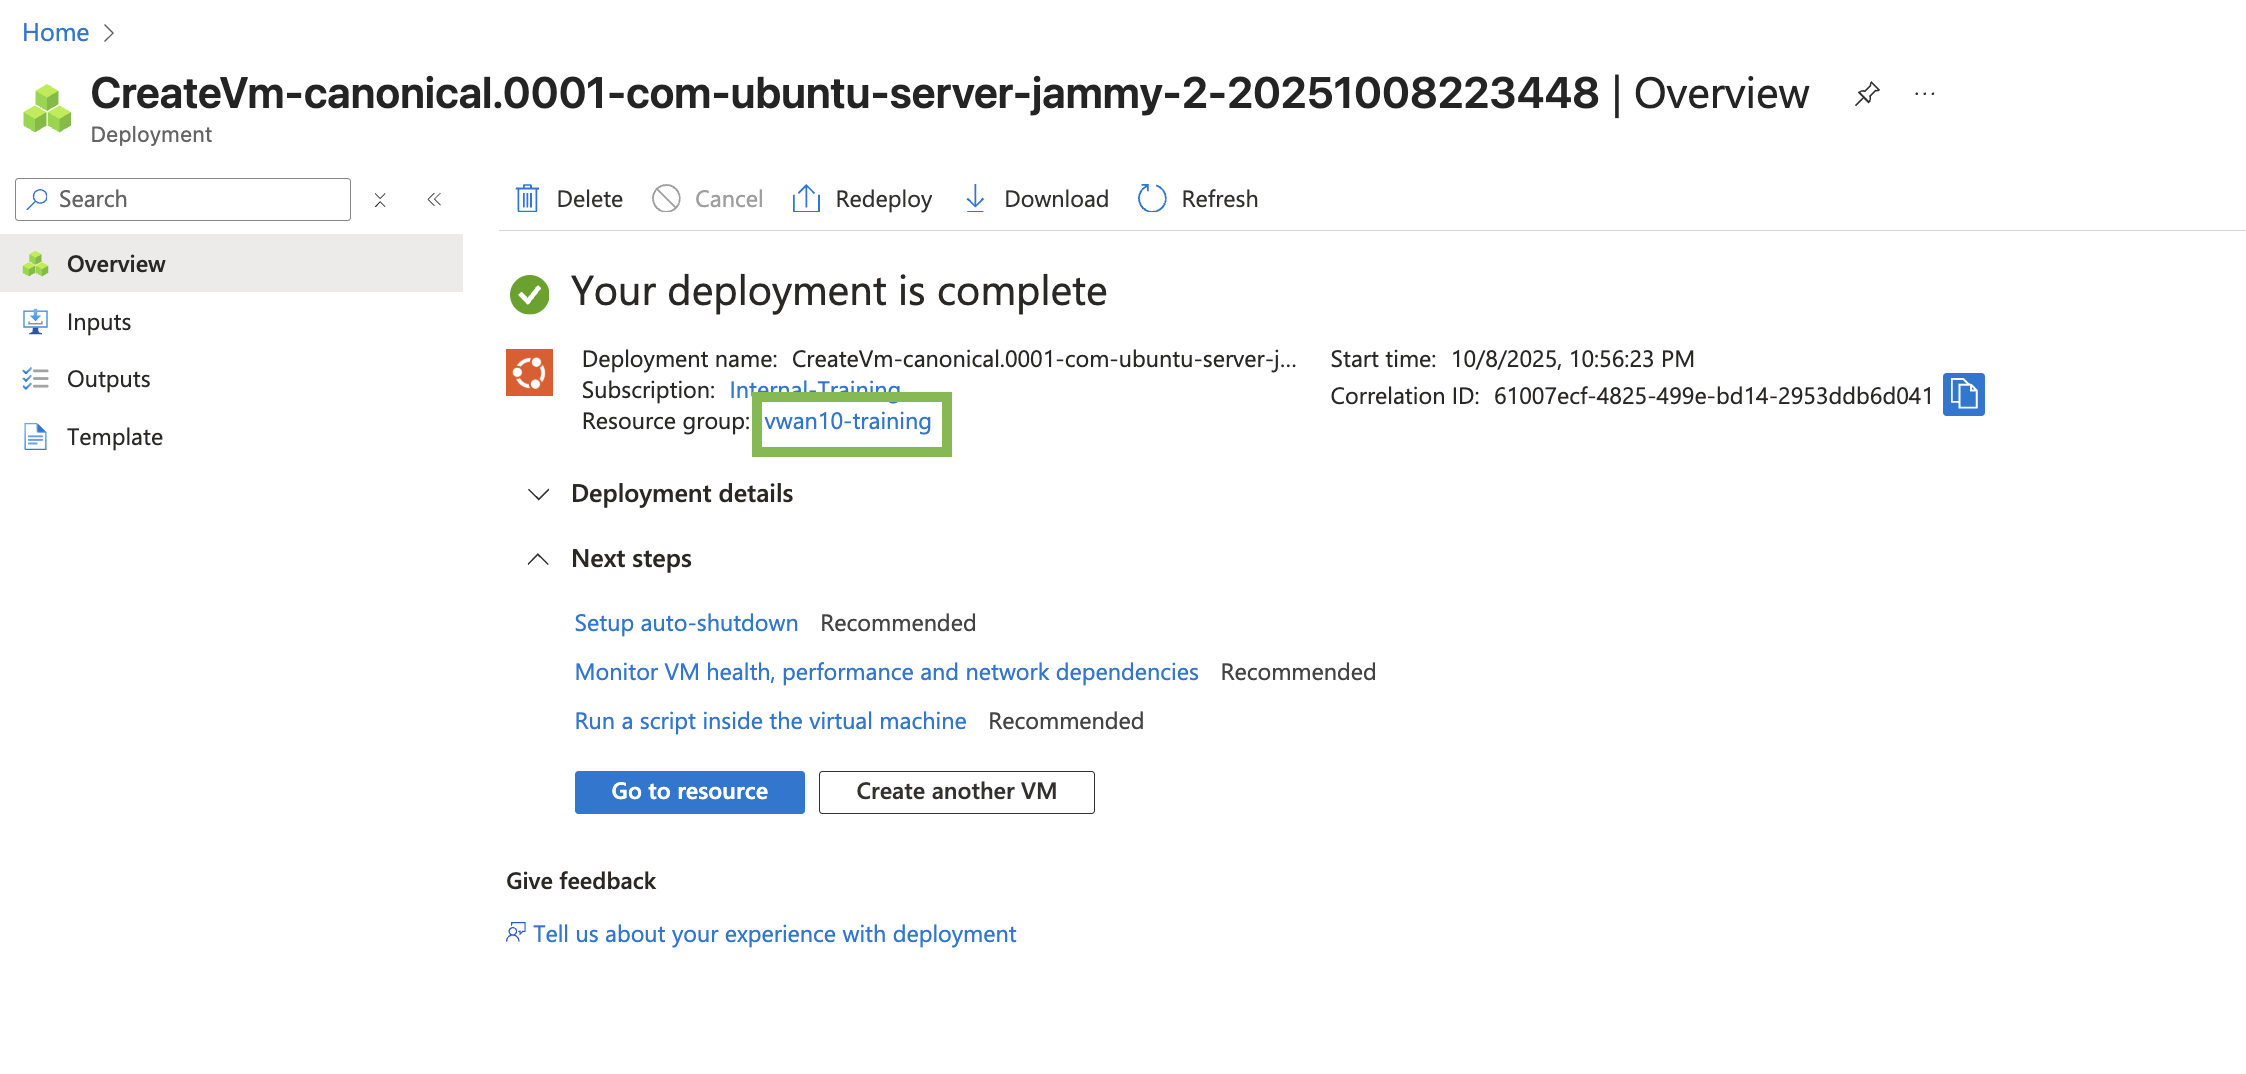 Home
CreateVm-canonical.0001-com-ubuntu-server-jammy-2-20251008223448 | Overview
Deployment
Search
Delete Cancel Redeploy Download Refresh
Overview
Inputs
Outputs
Template
Your deployment is complete
Deployment name: CreateVm-canonical.0001-com-ubuntu-server-j...
Subscription: Internal-Training
Resource group: vwan10-training
Start time: 10/8/2025, 10:56:23 PM
Correlation ID: 61007ecf-4825-499e-bd14-2953ddb6d041
Deployment details
Next steps
Setup auto-shutdown Recommended
Monitor VM health, performance and network dependencies Recommended
Run a script inside the virtual machine Recommended
Go to resource Create another VM
Give feedback
Tell us about your experience with deployment